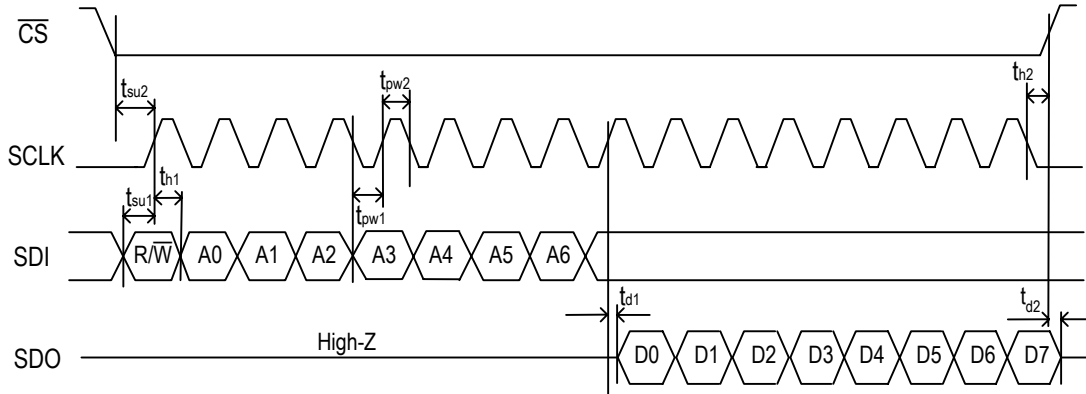 C̅S̅
tsu2
tpw2
th2
SCLK
tsu1
th1
tpw1
SDI
R/W̅ A0 A1 A2 A3 A4 A5 A6
td1
td2
SDO
High-Z
D0 D1 D2 D3 D4 D5 D6 D7